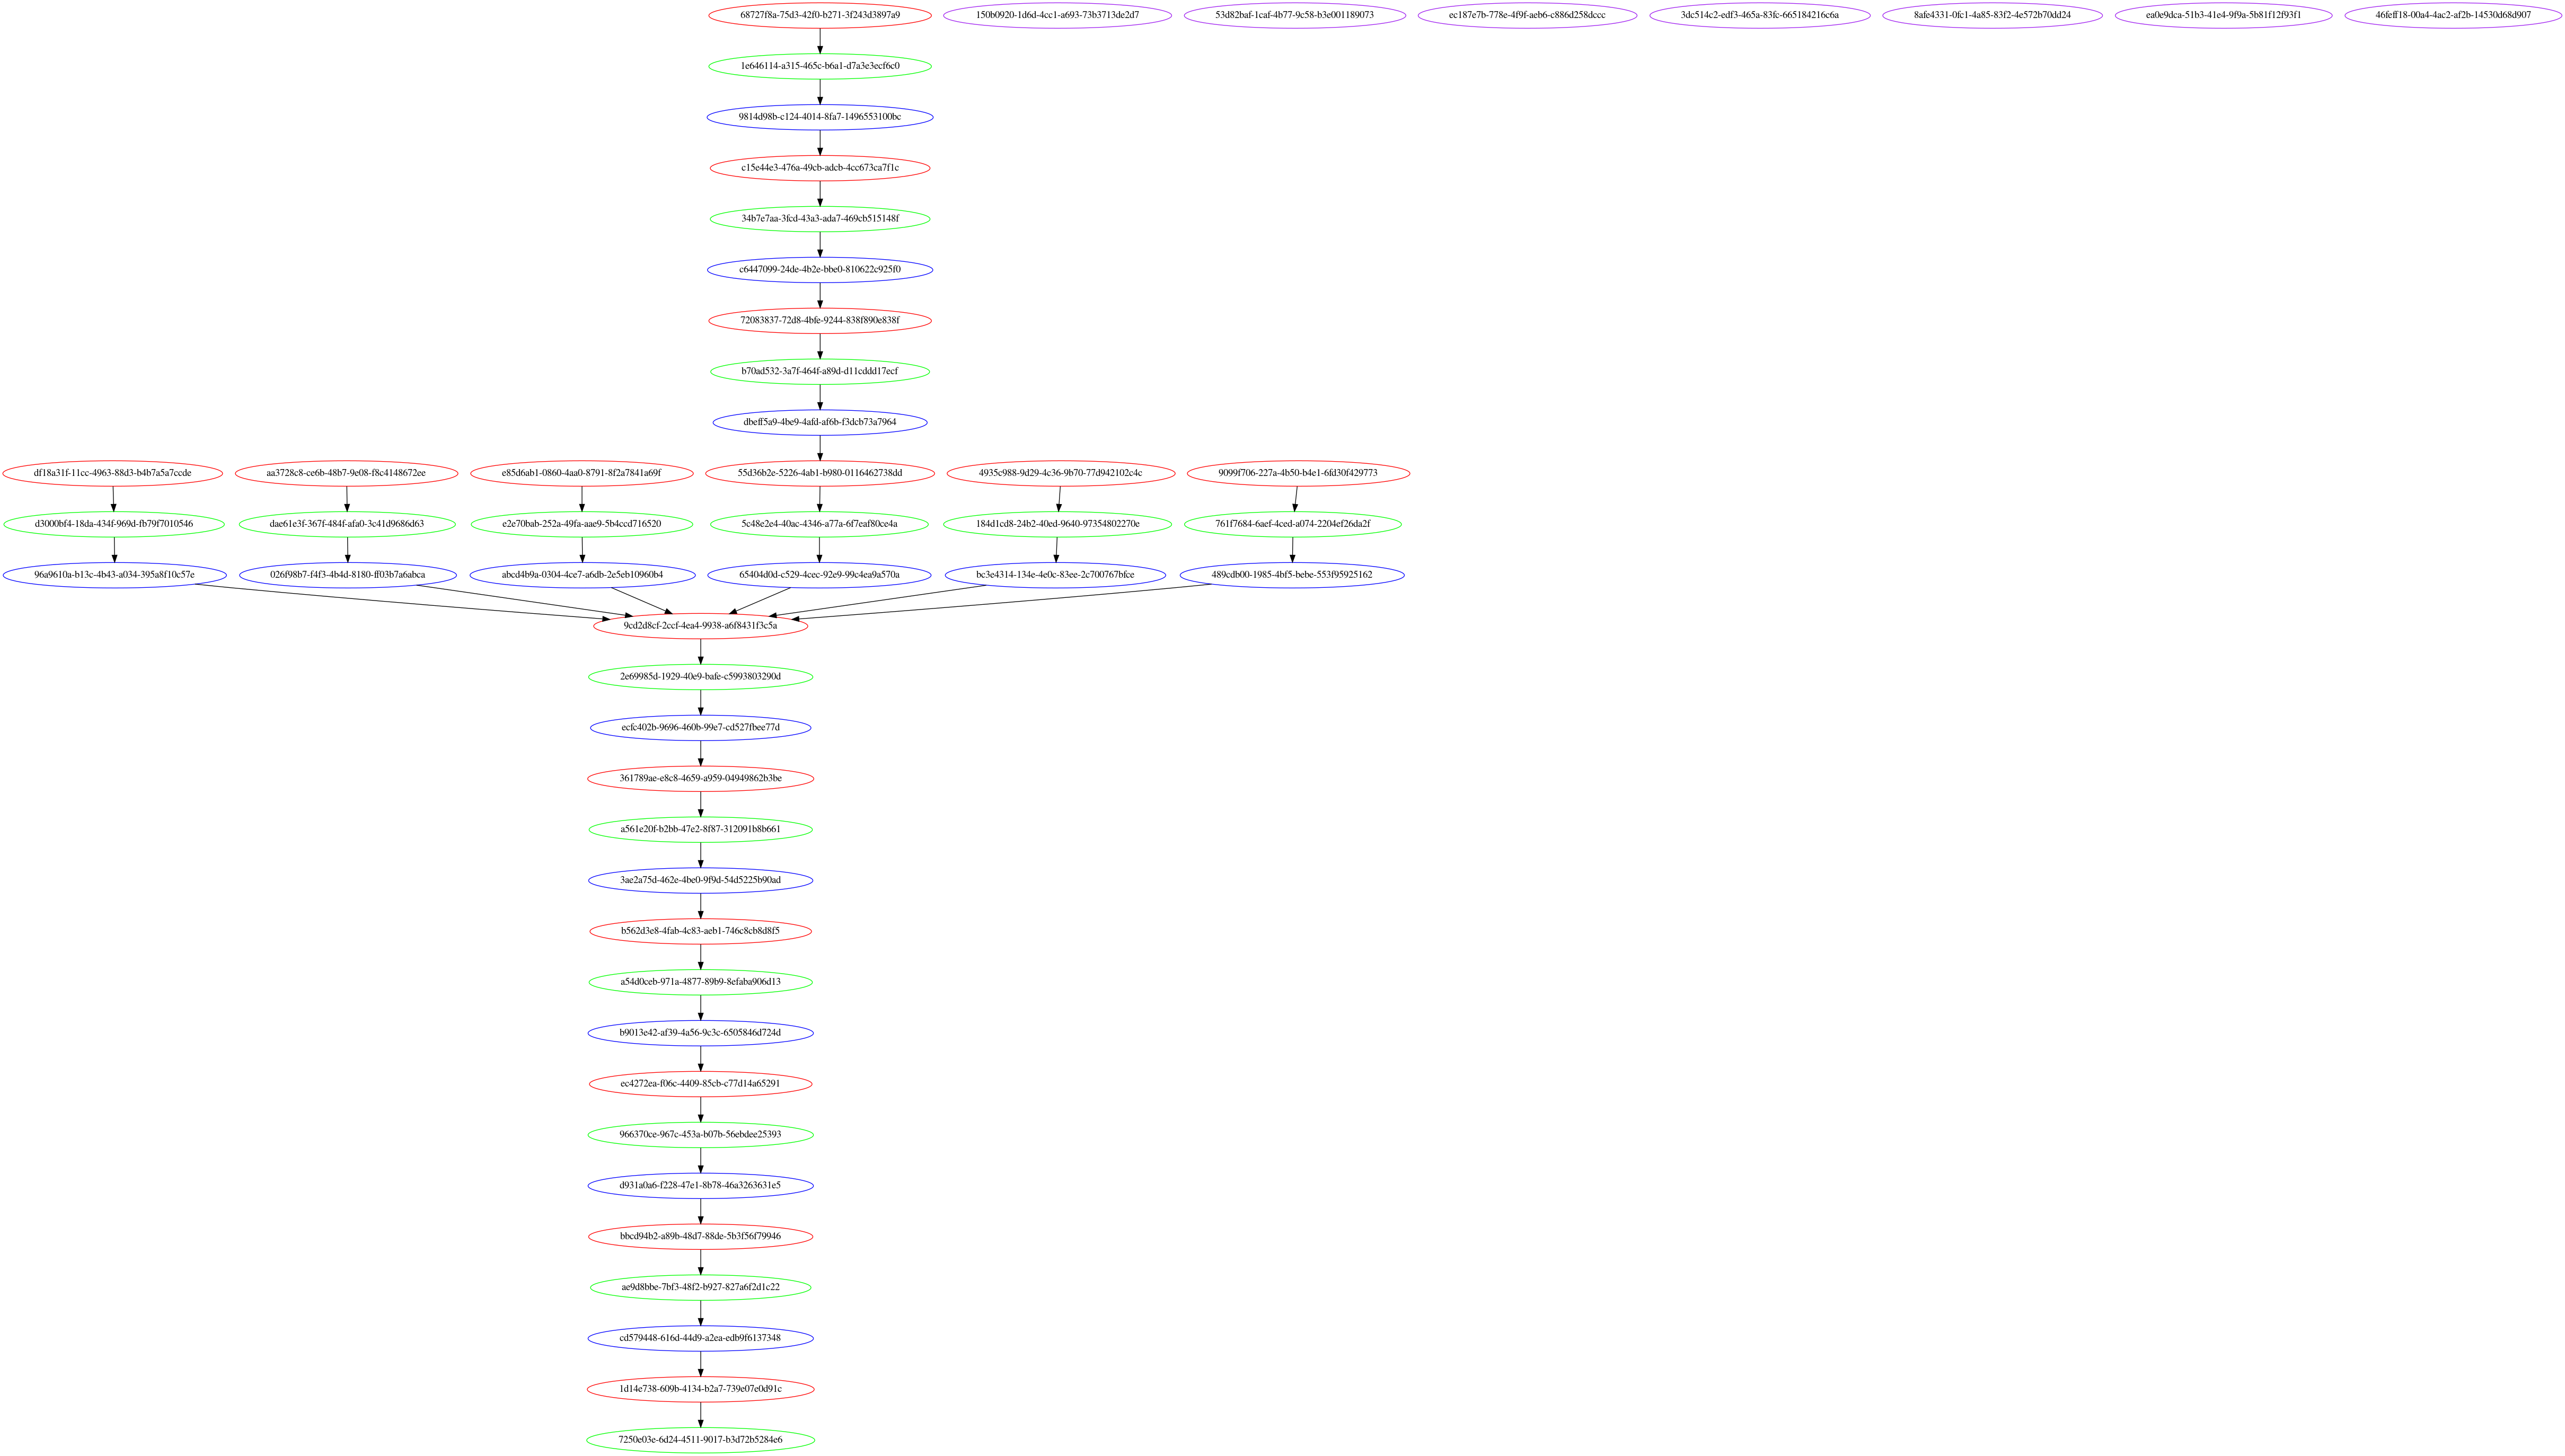 68727f8a-75d3-42f0-b271-3f243d3897a9
150b0920-1d6d-4cc1-a693-73b3713de2d7
53d82baf-1caf-4b77-9c58-b3e001189073
ec187e7b-778e-4f9f-aeb6-c886d258dccc
3dc514c2-edf3-465a-83fc-665184216c6a
8afe4331-0fc1-4a85-83f2-4e572b70dd24
ea0e9dca-51b3-41e4-9f9a-5b81f12f93f1
46feff18-00a4-4ac2-af2b-14530d68d907
1e646114-a315-465c-b6a1-d7a3e3ecf6c0
9814d98b-c124-4014-8fa7-1496553100bc
c15e44e3-476a-49cb-adcb-4cc673ca7f1c
34b7e7aa-3fcd-43a3-ada7-469cb515148f
c6447099-24de-4b2e-bbe0-810622c925f0
72083837-72d8-4bfe-9244-838f890e838f
b70ad532-3a7f-464f-a89d-d11cddd17ecf
dbeff5a9-4be9-4afd-af6b-f3dcb73a7964
df18a31f-11cc-4963-88d3-b4b7a5a7ccde
aa3728c8-ce6b-48b7-9e08-f8c4148672ee
e85d6ab1-0860-4aa0-8791-8f2a7841a69f
55d36b2e-5226-4ab1-b980-0116462738dd
4935c988-9d29-4c36-9b70-77d942102c4c
9099f706-227a-4b50-b4e1-6fd30f429773
d3000bf4-18da-434f-969d-fb79f7010546
dae61e3f-367f-484f-afa0-3c41d9686d63
e2e70bab-252a-49fa-aae9-5b4ccd716520
5c48e2e4-40ac-4346-a77a-6f7eaf80ce4a
184d1cd8-24b2-40ed-9640-97354802270e
761f7684-6aef-4ced-a074-2204ef26da2f
96a9610a-b13c-4b43-a034-395a8f10c57e
026f98b7-f4f3-4b4d-8180-ff03b7a6abca
abcd4b9a-0304-4ce7-a6db-2e5eb10960b4
65404d0d-c529-4cec-92e9-99c4ea9a570a
bc3e4314-134e-4e0c-83ee-2c700767bfce
489cdb00-1985-4bf5-bebe-553f95925162
9cd2d8cf-2ccf-4ea4-9938-a6f8431f3c5a
2e69985d-1929-40e9-bafe-c5993803290d
ecfc402b-9696-460b-99e7-cd527fbee77d
361789ae-e8c8-4659-a959-04949862b3be
a561e20f-b2bb-47e2-8f87-312091b8b661
3ae2a75d-462e-4be0-9f9d-54d5225b90ad
b562d3e8-4fab-4c83-aeb1-746c8cb8d8f5
a54d0ceb-971a-4877-89b9-8efaba906d13
b9013e42-af39-4a56-9c3c-6505846d724d
ec4272ea-f06c-4409-85cb-c77d14a65291
966370ce-967c-453a-b07b-56ebdee25393
d931a0a6-f228-47e1-8b78-46a3263631e5
bbcd94b2-a89b-48d7-88de-5b3f56f79946
ae9d8bbe-7bf3-48f2-b927-827a6f2d1c22
cd579448-616d-44d9-a2ea-edb9f6137348
1d14e738-609b-4134-b2a7-739e07e0d91c
7250e03e-6d24-4511-9017-b3d72b5284e6